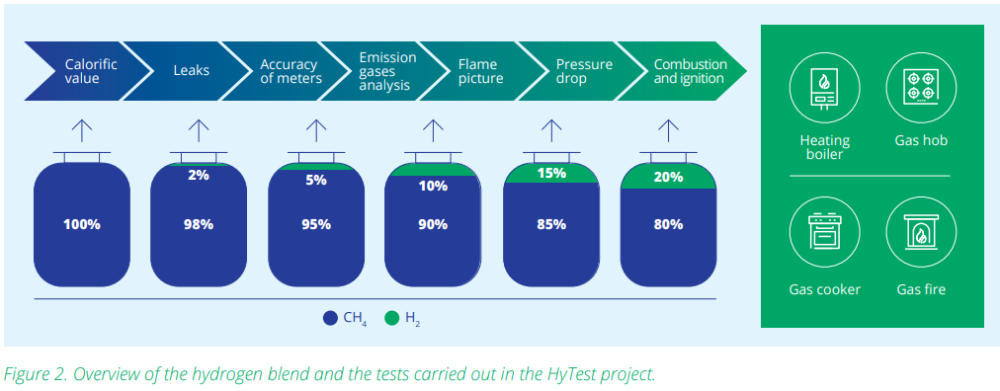 Calorific
value
Leaks
Accuracy
of meters
Emission
gases
analysis
Flame
picture
Pressure
drop
Combustion
and ignition
2%
5%
10%
15%
20%
100%
98%
95%
90%
85%
80%
CH₄
H₂
Heating
boiler
Gas hob
Gas cooker
Gas fire
Figure 2. Overview of the hydrogen blend and the tests carried out in the HyTest project.